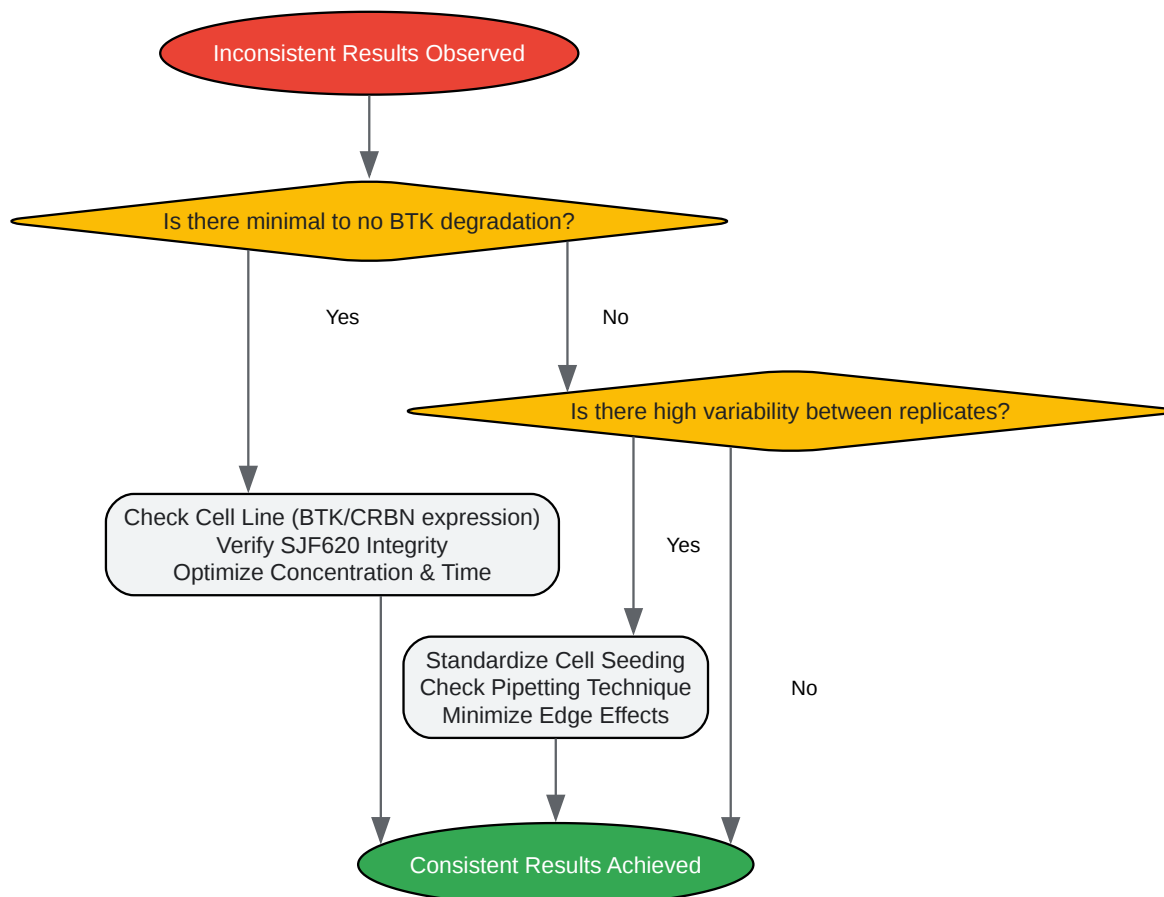 Inconsistent Results Observed
Is there minimal to no BTK degradation?
Yes
No
Is there high variability between replicates?
Check Cell Line (BTK/CRBN expression)
Verify SJF620 Integrity
Optimize Concentration & Time
Yes
Standardize Cell Seeding
Check Pipetting Technique
Minimize Edge Effects
No
Consistent Results Achieved